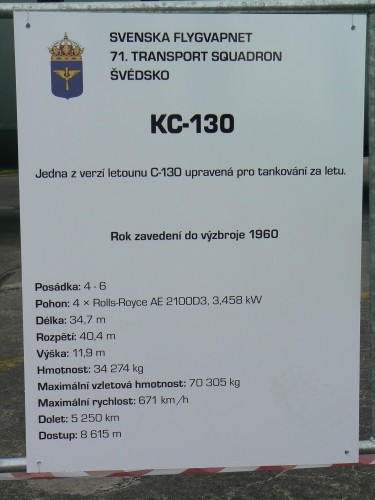 SVENSKA FLYGVAPNET
71. TRANSPORT SQUADRON
ŠVÉDSKO
KC-130
Jedna z verzí letounu C-130 upravená pro tankování za letu.
Rok zavedení do výzbroje 1960
Posádka: 4 - 6
Pohon: 4 × Rolls-Royce AE 2100D3, 3,458 kW
Délka: 34,7 m
Rozpětí: 40,4 m
Výška: 11,9 m
Hmotnost: 34 274 kg
Maximální vzletová hmotnost: 70 305 kg
Maximální rychlost: 671 km/h
Dolet: 5 250 km
Dostup: 8 615 m